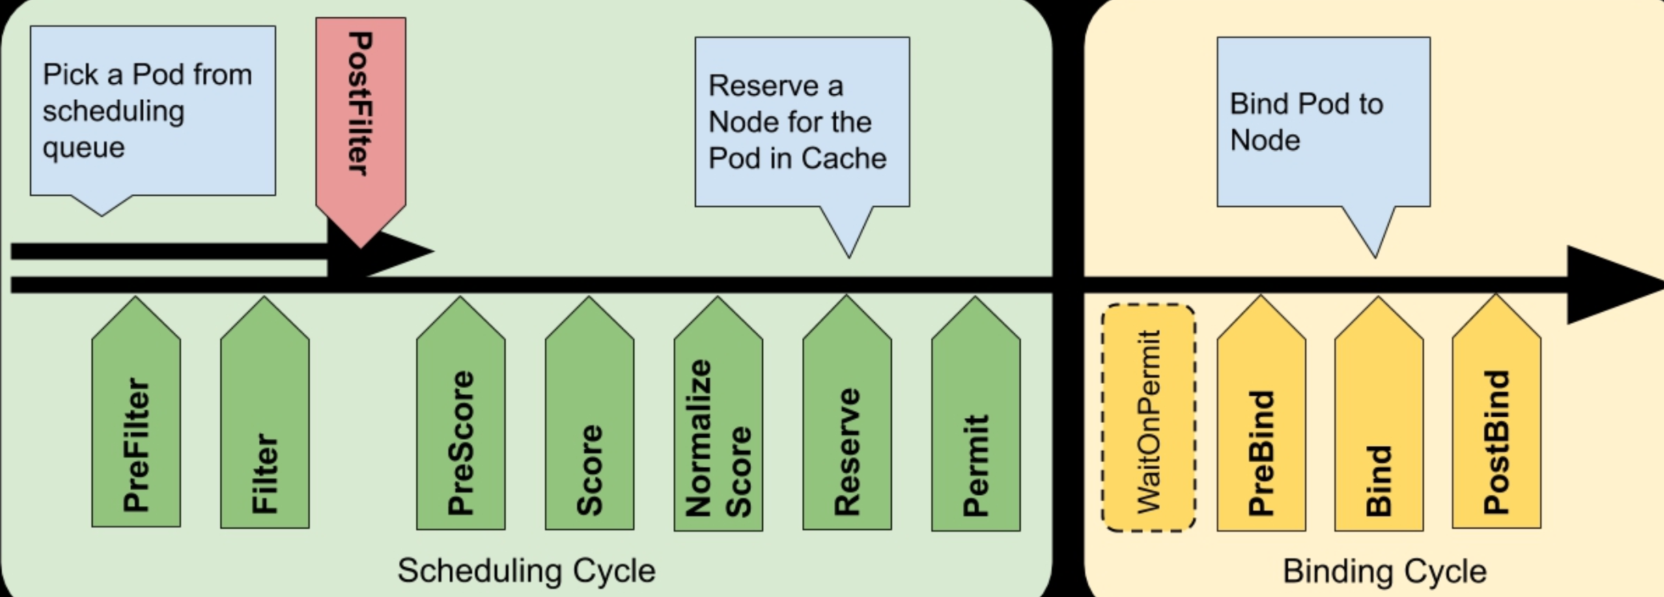 Pick a Pod from
scheduling
queue
PostFilter
Reserve a
Node for the
Pod in Cache
Bind Pod to
Node
PreFilter
Filter
PreScore
Score
Normalize
Score
Reserve
Permit
WaitOnPermit
PreBind
Bind
PostBind
Scheduling Cycle
Binding Cycle